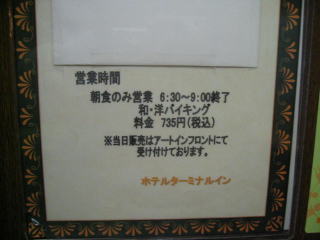 営業時間
朝食のみ営業 6:30～9:00終了
和・洋バイキング
料金 735円(税込)
※当日販売はアートインフロントにて
受け付けております。
ホテルターミナルイン